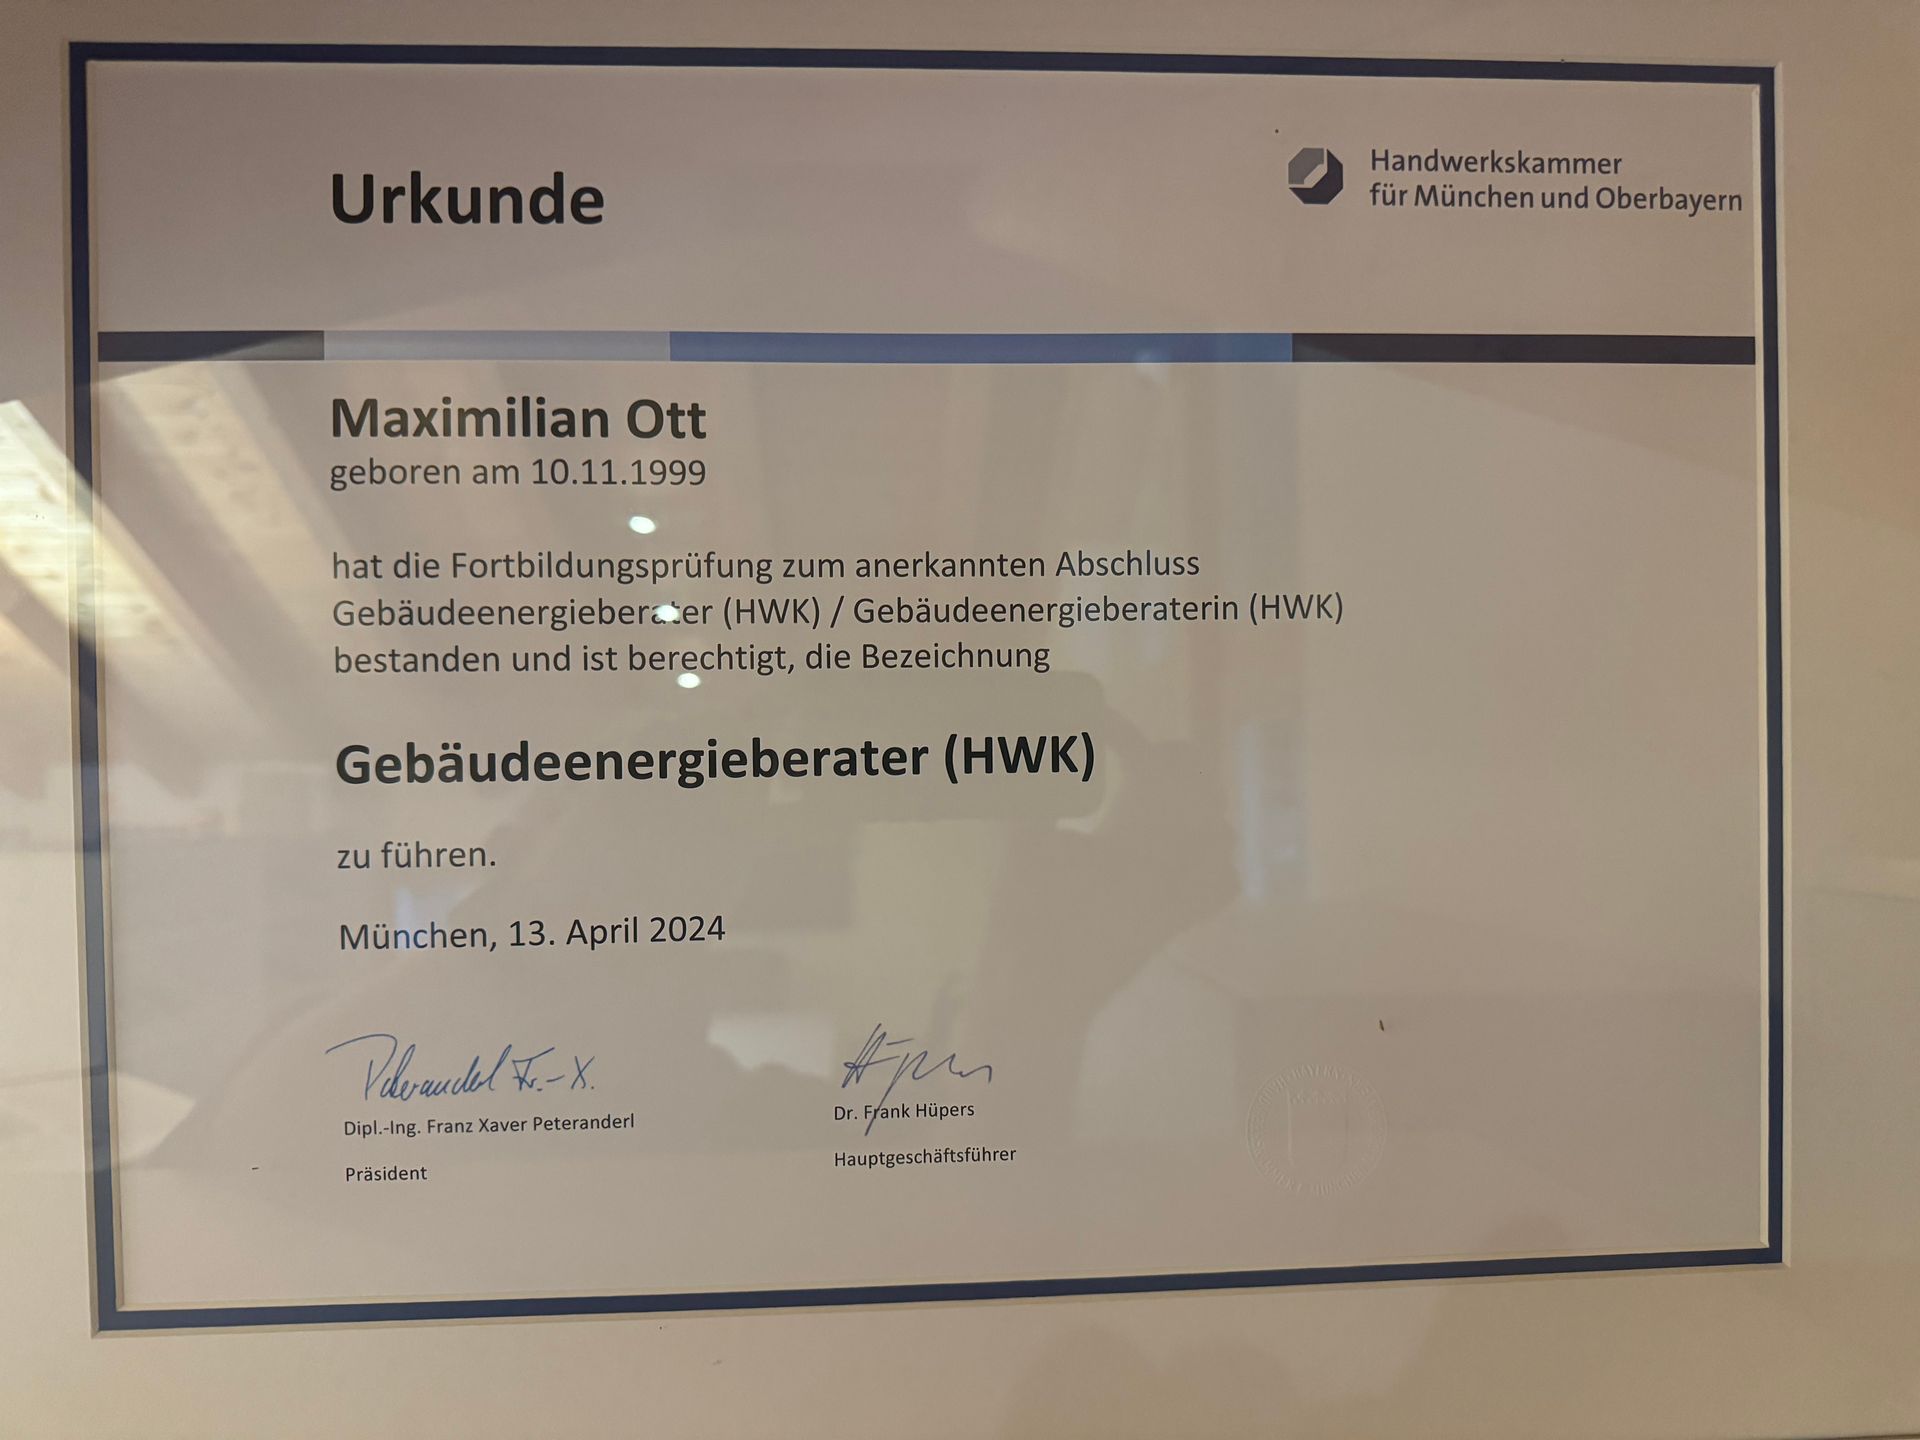 Urkunde
Handwerkskammer
für München und Oberbayern
Maximilian Ott
geboren am 10.11.1999
hat die Fortbildungsprüfung zum anerkannten Abschluss
Gebäudeenergieberater (HWK) / Gebäudeenergieberaterin (HWK)
bestanden und ist berechtigt, die Bezeichnung
Gebäudeenergieberater (HWK)
zu führen.
München, 13. April 2024
Peteranderl Fr.-X.
Dipl.-Ing. Franz Xaver Peteranderl
Präsident
Dr. Frank Hüpers
Hauptgeschäftsführer